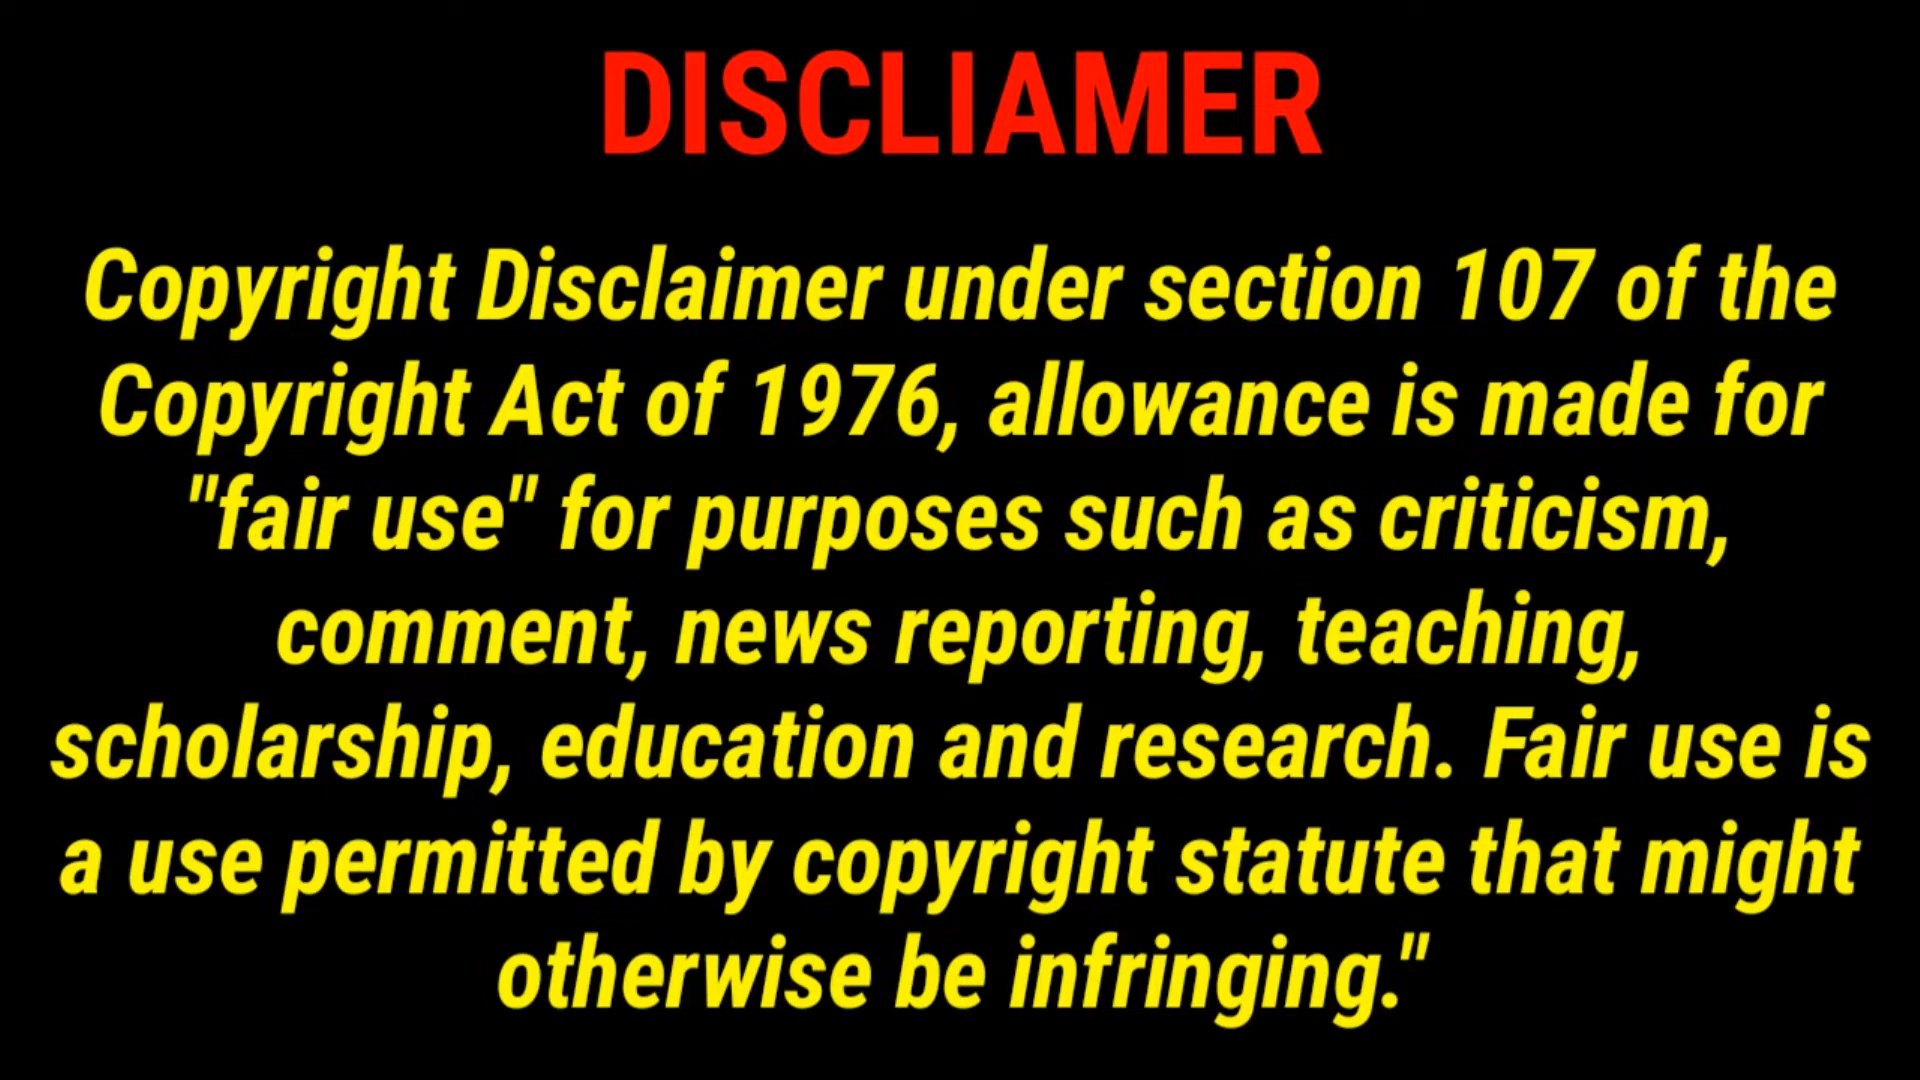 DISCLIAMER
Copyright Disclaimer under section 107 of the
Copyright Act of 1976, allowance is made for
"fair use" for purposes such as criticism,
comment, news reporting, teaching,
scholarship, education and research. Fair use is
a use permitted by copyright statute that might
otherwise be infringing."